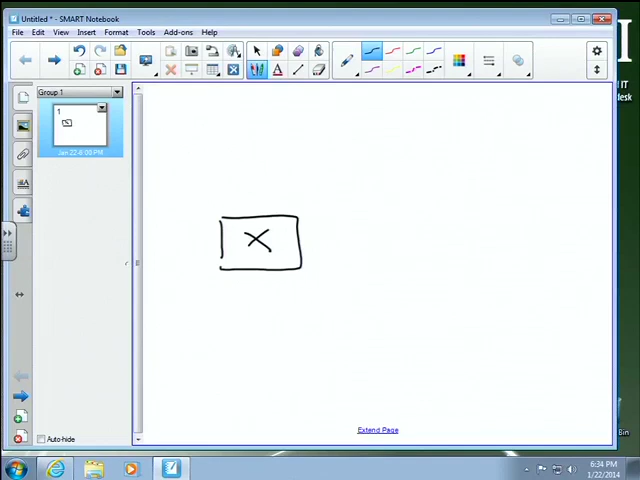 Untitled * - SMART Notebook
File Edit View Insert Format Tools Add-ons Help
Group 1
1
Jan 22-6:00 PM
X
Auto-hide
Extend Page
Bin
6:34 PM
1/22/2014